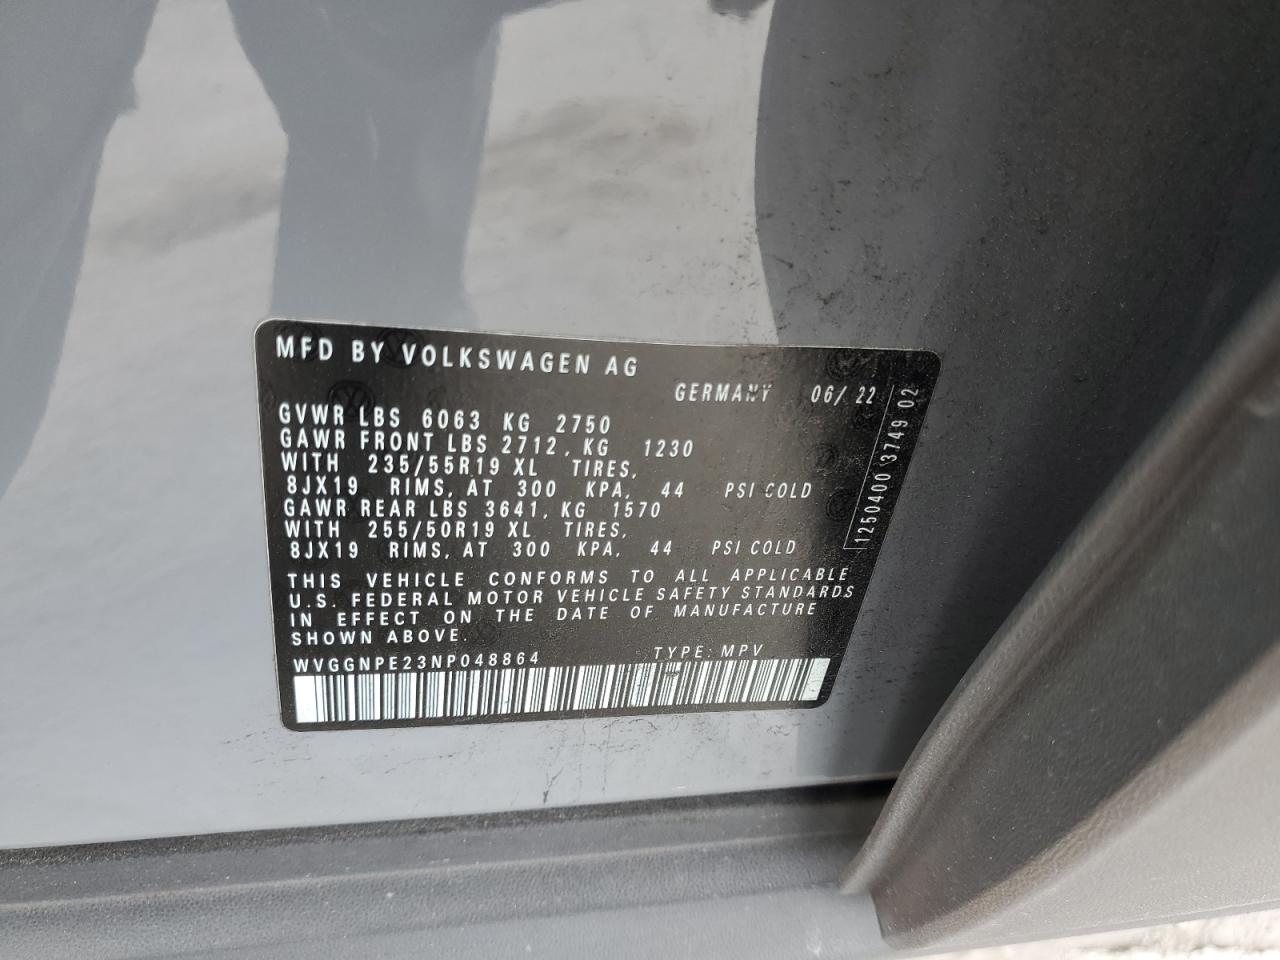 MFD BY VOLKSWAGEN AG
GERMANY 06/ 22
GVWR LBS 6063 KG 2750
GAWR FRONT LBS 2712, KG 1230
WITH 235/55R19 XL TIRES,
8JX19 RIMS, AT 300 KPA, 44 PSI COLD
GAWR REAR LBS 3641, KG 1570
WITH 255/50R19 XL TIRES,
8JX19 RIMS, AT 300 KPA, 44 PSI COLD
THIS VEHICLE CONFORMS TO ALL APPLICABLE
U.S. FEDERAL MOTOR VEHICLE SAFETY STANDARDS
IN EFFECT ON THE DATE OF MANUFACTURE
SHOWN ABOVE.
WVGGNPE23NP048864 TYPE: MPV
1250400 3749 02